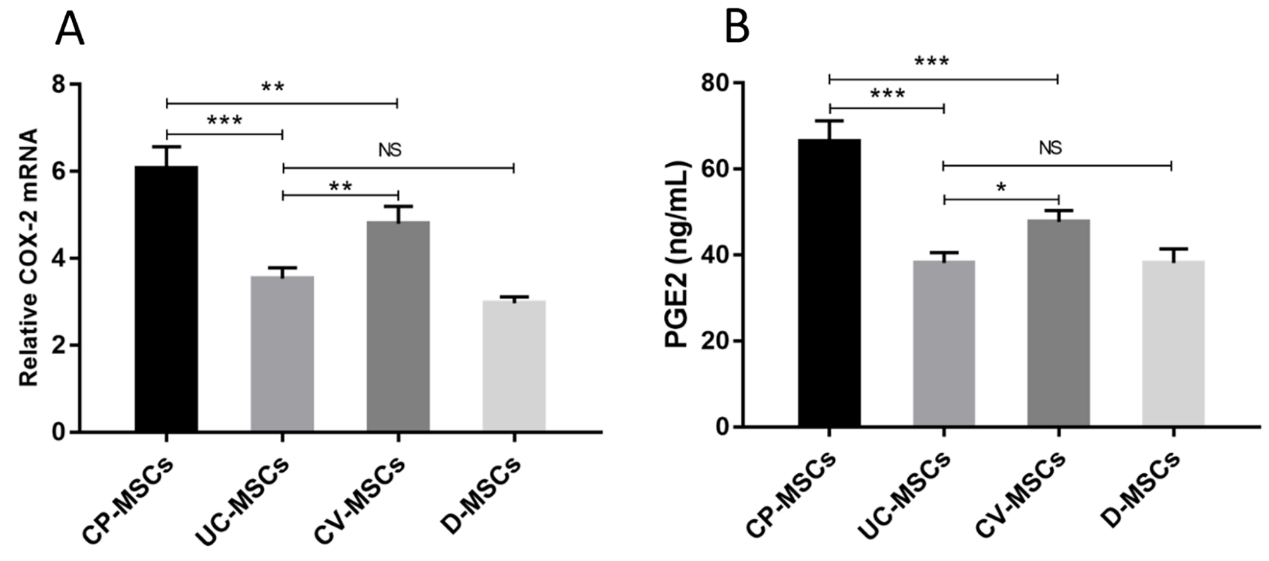 A
Relative COX-2 mRNA
8
6
4
2
0
**
***
NS
**
CP-MSCs
UC-MSCs
CV-MSCs
D-MSCs
B
PGE2 (ng/mL)
80
60
40
20
0
***
***
NS
*
CP-MSCs
UC-MSCs
CV-MSCs
D-MSCs